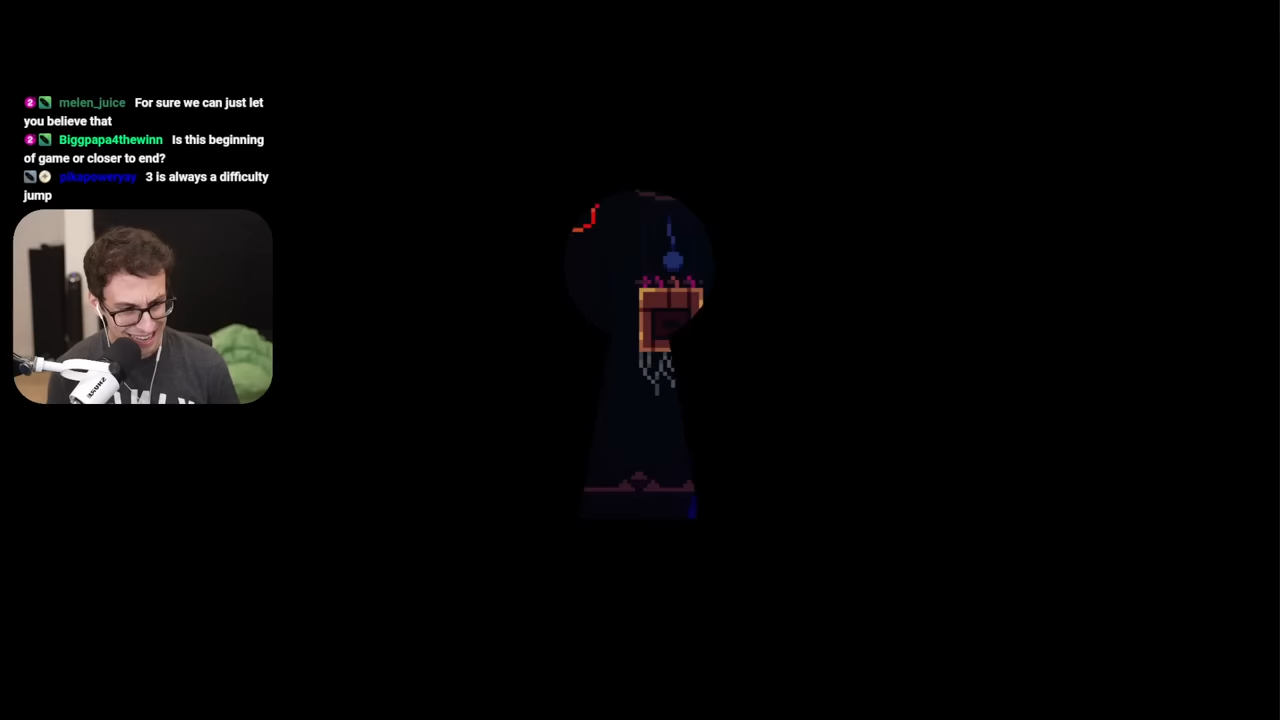 melen_juice For sure we can just let
you believe that
Biggpapa4thewinn Is this beginning
of game or closer to end?
3 is always a difficulty
jump